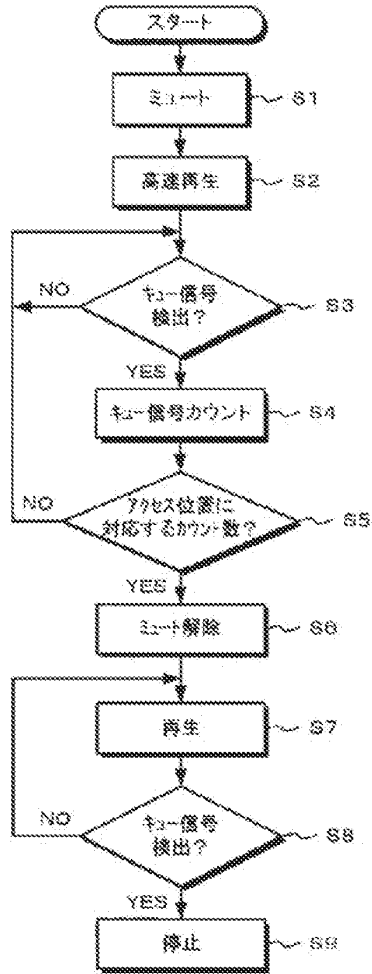 スタート
ミュート
S1
高速再生
S2
キュー信号
検出?
S3
NO
YES
キュー信号カウント
S4
アクセス位置に
対応するカウント数?
S5
NO
YES
ミュート解除
S6
再生
S7
キュー信号
検出?
S8
NO
YES
停止
S9